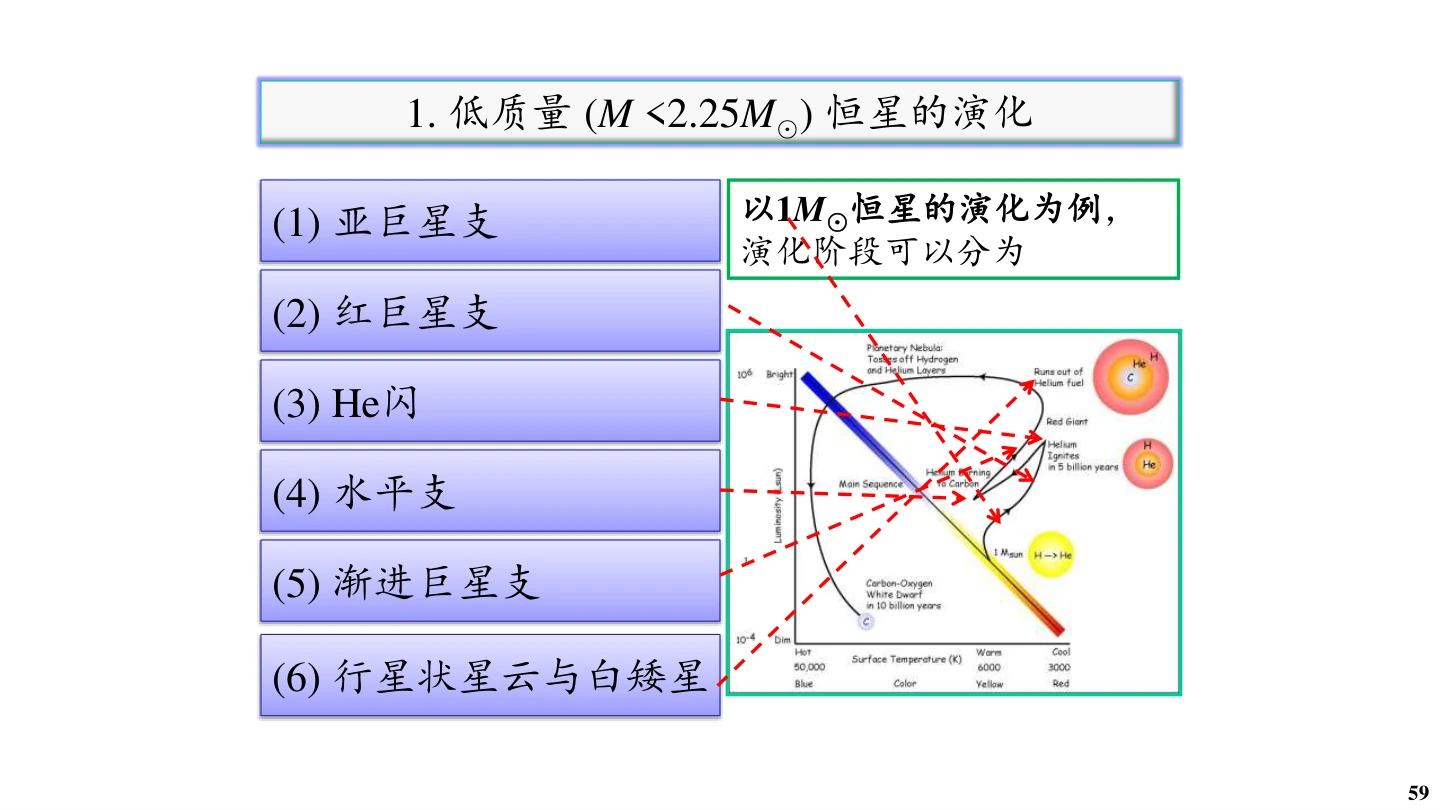 1. 低质量 (M <2.25M☉) 恒星的演化
(1) 亚巨星支
(2) 红巨星支
(3) He闪
(4) 水平支
(5) 渐进巨星支
(6) 行星状星云与白矮星
以1M☉恒星的演化为例，
演化阶段可以分为
Planetary Nebula:
Tosses off Hydrogen
and Helium Layers
10⁶ Bright
Runs out of
Helium fuel
He H
C
Red Giant
Helium
Ignites
in 5 billion years
H
He
Helium Burning
to Carbon
Main Sequence
Luminosity (Lsun)
1
1 Msun
H —> He
Carbon-Oxygen
White Dwarf
in 10 billion years
C
10⁻⁴ Dim
Hot Warm Cool
50,000 Surface Temperature (K) 6000 3000
Blue Color Yellow Red
59